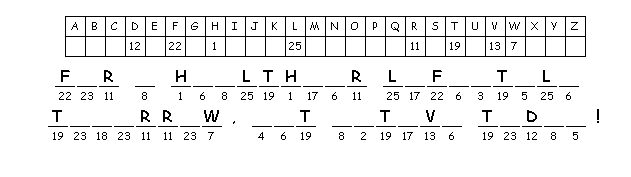 A B C D E F G H I J K L M N O P Q R S T U V W X Y Z
12 22 1 25 11 19 13 7
F _ R _ H _ _ L T H _ _ R L _ F _ _ T _ L _
22 23 11 8 1 6 8 25 19 1 17 6 11 25 17 22 6 3 19 5 25 6
T _ _ _ R R _ W , _ _ T _ _ T _ V _ T _ D _ _ !
19 23 18 23 11 11 23 7 4 6 19 8 2 19 17 13 6 19 23 12 8 5